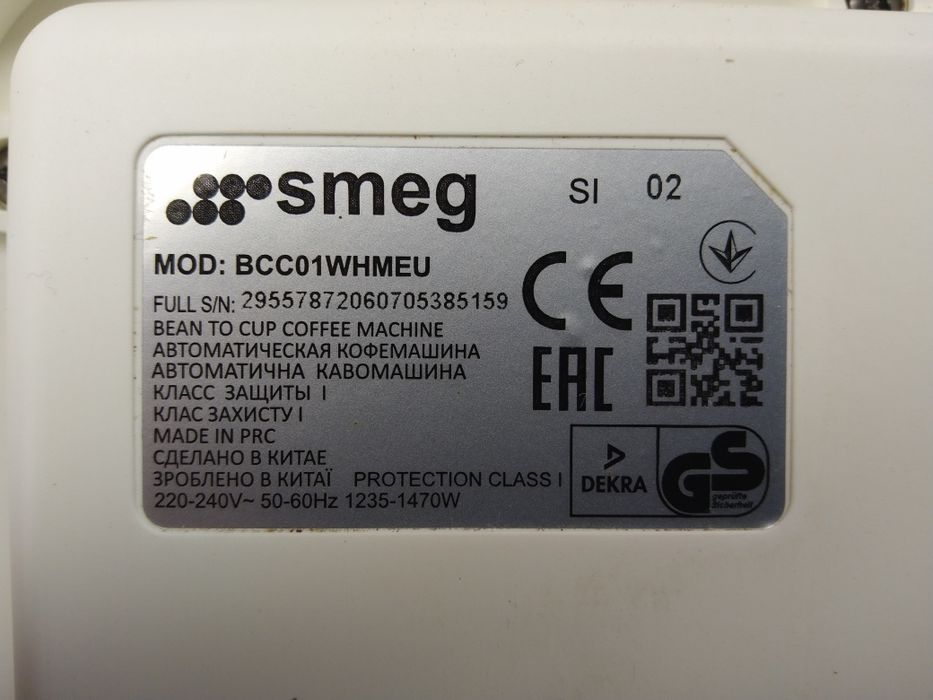 smeg SI 02
MOD: BCC01WHMEU
FULL S/N: 29557872060705385159
BEAN TO CUP COFFEE MACHINE
АВТОМАТИЧЕСКАЯ КОФЕМАШИНА
АВТОМАТИЧНА КАВОМАШИНА
КЛАСС ЗАЩИТЫ I
КЛАС ЗАХИСТУ I
MADE IN PRC
СДЕЛАНО В КИТАЕ
ЗРОБЛЕНО В КИТАЇ PROTECTION CLASS I
220-240V~ 50-60Hz 1235-1470W
CE
EAC
DEKRA
GS
geprüfte
Sicherheit